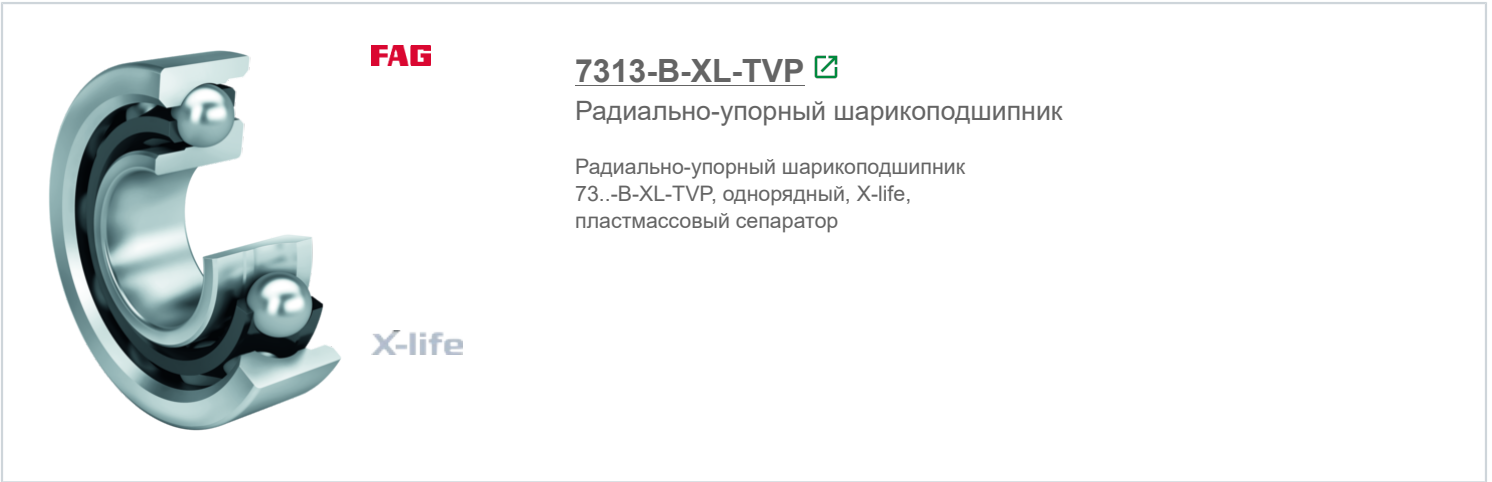 FAG
7313-B-XL-TVP
Радиально-упорный шарикоподшипник
Радиально-упорный шарикоподшипник
73..-B-XL-TVP, однорядный, X-life,
пластмассовый сепаратор
X-life